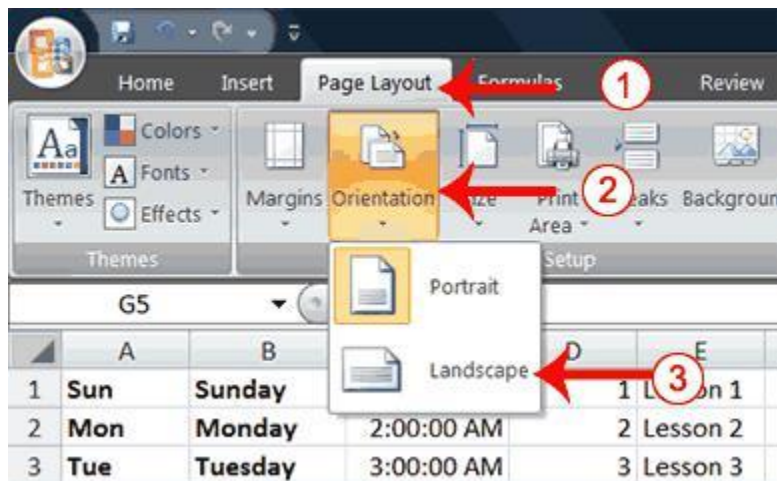 Home Insert Page Layout Formulas 1 Review
Aa Colors
A Fonts
Themes Effects Margins Orientation 2
Print
Area
Themes Setup
Portrait
G5
Landscape 3
A B D E
1 Sun Sunday 1
2 Mon Monday 2:00:00 AM 2 Lesson 2
3 Tue Tuesday 3:00:00 AM 3 Lesson 3